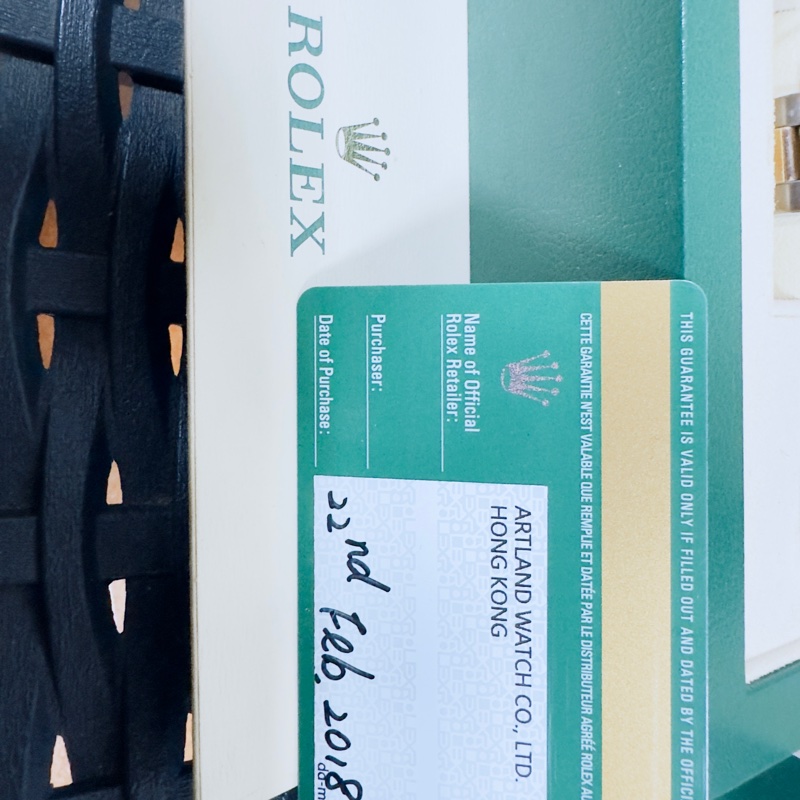 ROLEX
THIS GUARANTEE IS VALID ONLY IF FILLED OUT AND DATED BY THE OFFICI
CETTE GARANTIE N'EST VALABLE QUE REMPLIE ET DATÉE PAR LE DISTRIBUTEUR AGRÉÉ ROLEX AU
Name of Official
Rolex Retailer:
ARTLAND WATCH CO., LTD.
HONG KONG
Purchaser:
Date of Purchase:
22nd Feb. 2018
dd-m